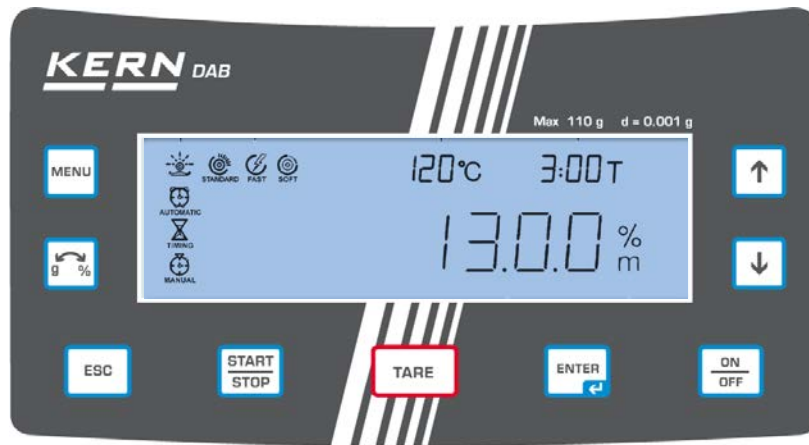 KERN DAB
Max 110 g d = 0.001 g
MENU
STANDARD FAST SOFT
120°C 3:00 T
AUTOMATIC
TIMING
MANUAL
13.0.0 % m
g %
ESC
START STOP
TARE
ENTER
ON OFF